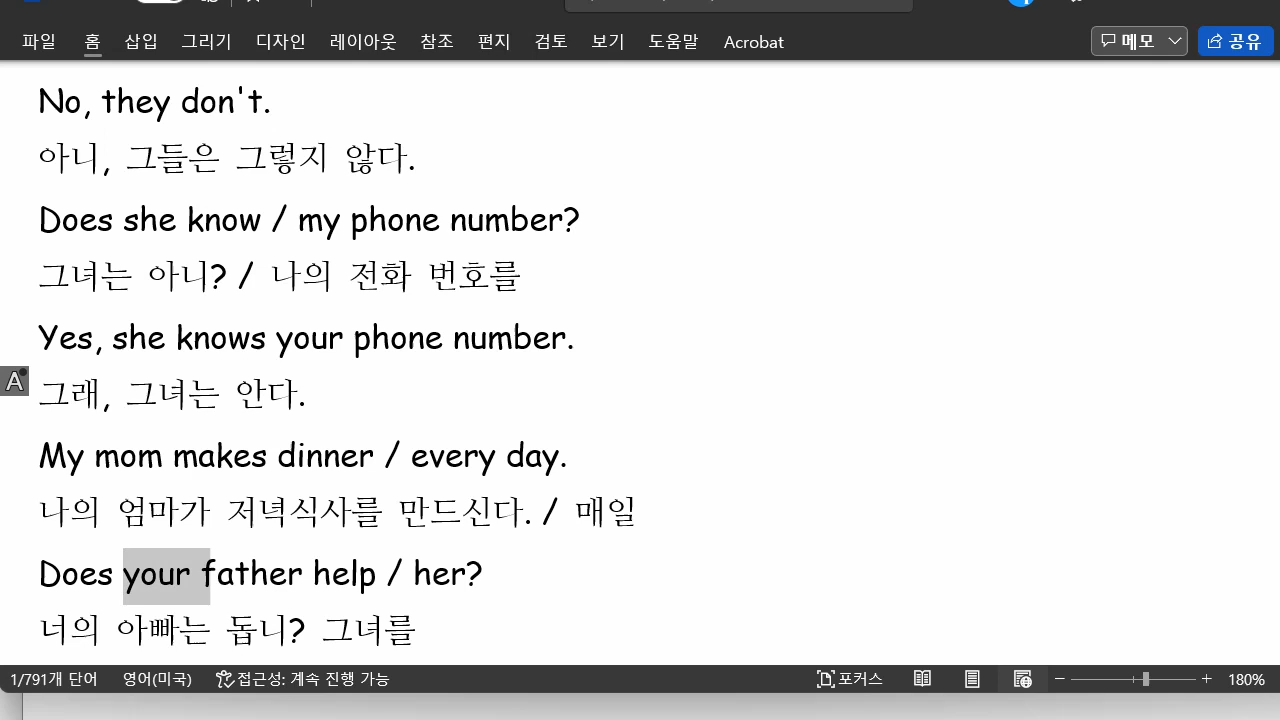 파일 홈 삽입 그리기 디자인 레이아웃 참조 편지 검토 보기 도움말 Acrobat 메모 공유
No, they don't.
아니, 그들은 그렇지 않다.
Does she know / my phone number?
그녀는 아니? / 나의 전화 번호를
Yes, she knows your phone number.
A
그래, 그녀는 안다.
My mom makes dinner / every day.
나의 엄마가 저녁식사를 만드신다. / 매일
Does your father help / her?
너의 아빠는 돕니? 그녀를
1/791개 단어 영어(미국) 접근성: 계속 진행 가능 포커스 180%